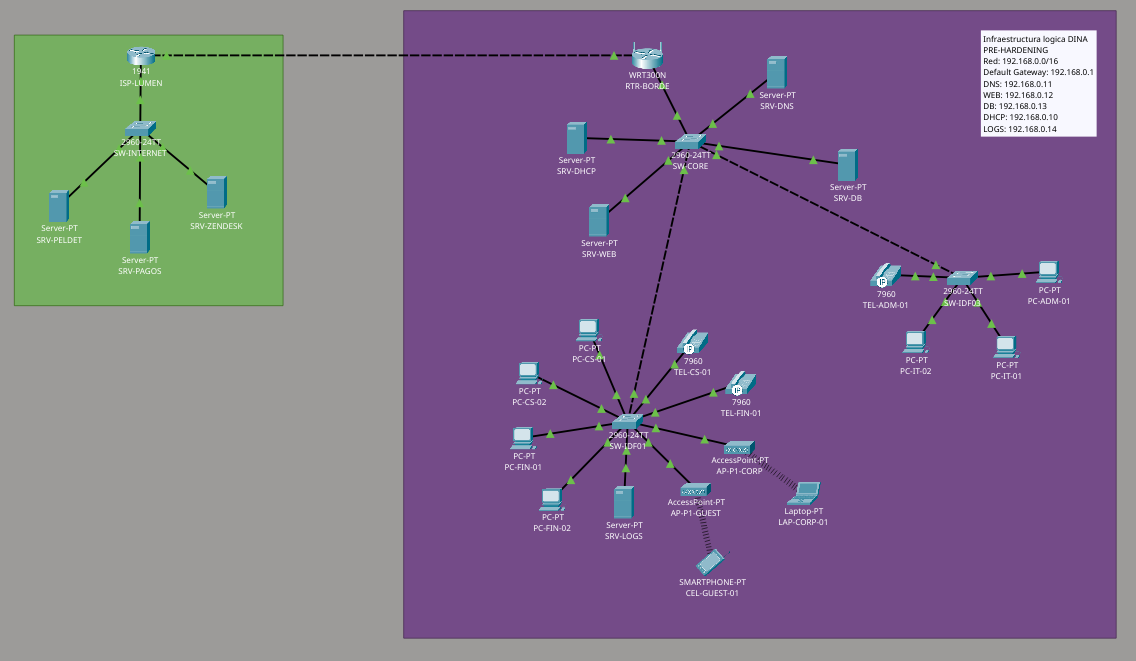 1941
ISP-LUMEN
2960-24TT
SW-INTERNET
Server-PT
SRV-PELDET
Server-PT
SRV-PAGOS
Server-PT
SRV-ZENDESK
WRT300N
RTR-BORDE
Server-PT
SRV-DNS
Server-PT
SRV-DHCP
2960-24TT
SW-CORE
Server-PT
SRV-DB
Server-PT
SRV-WEB
Infraestructura logica DINA
PRE-HARDENING
Red: 192.168.0.0/16
Default Gateway: 192.168.0.1
DNS: 192.168.0.11
WEB: 192.168.0.12
DB: 192.168.0.13
DHCP: 192.168.0.10
LOGS: 192.168.0.14
IP
7960
TEL-ADM-01
2960-24TT
SW-IDF03
PC-PT
PC-ADM-01
PC-PT
PC-IT-02
PC-PT
PC-IT-01
PC-PT
PC-CS-01
IP
7960
TEL-CS-01
PC-PT
PC-CS-02
IP
7960
TEL-FIN-01
2960-24TT
SW-IDF01
PC-PT
PC-FIN-01
AccessPoint-PT
AP-P1-CORP
PC-PT
PC-FIN-02
Server-PT
SRV-LOGS
AccessPoint-PT
AP-P1-GUEST
Laptop-PT
LAP-CORP-01
SMARTPHONE-PT
CEL-GUEST-01